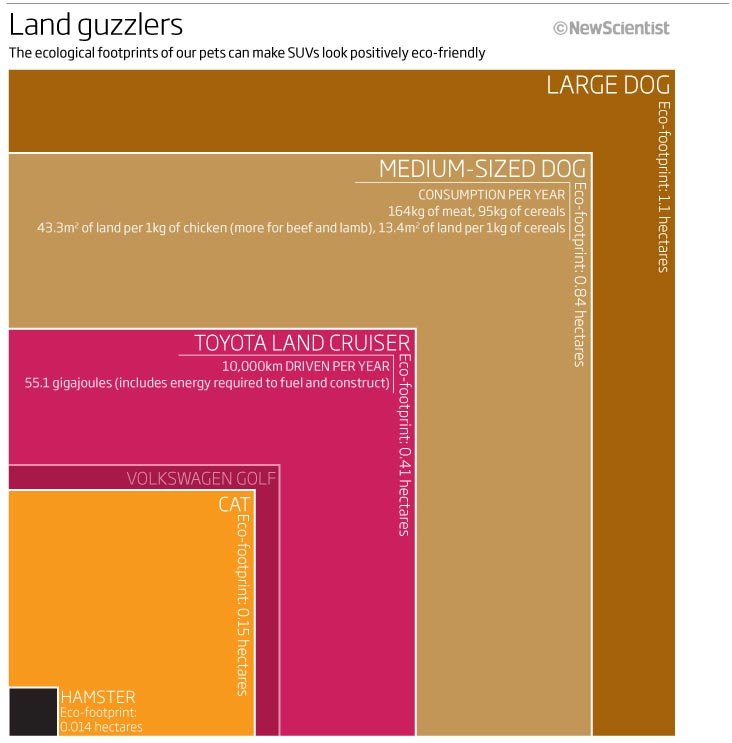 Land guzzlers
©NewScientist
The ecological footprints of our pets can make SUVs look positively eco-friendly
LARGE DOG
Eco-footprint: 1.1 hectares
MEDIUM-SIZED DOG
CONSUMPTION PER YEAR
164kg of meat, 95kg of cereals
43.3m² of land per 1kg of chicken (more for beef and lamb), 13.4m² of land per 1kg of cereals
Eco-footprint: 0.84 hectares
TOYOTA LAND CRUISER
10,000km DRIVEN PER YEAR
55.1 gigajoules (includes energy required to fuel and construct)
Eco-footprint: 0.41 hectares
VOLKSWAGEN GOLF
CAT
Eco-footprint: 0.15 hectares
HAMSTER
Eco-footprint:
0.014 hectares